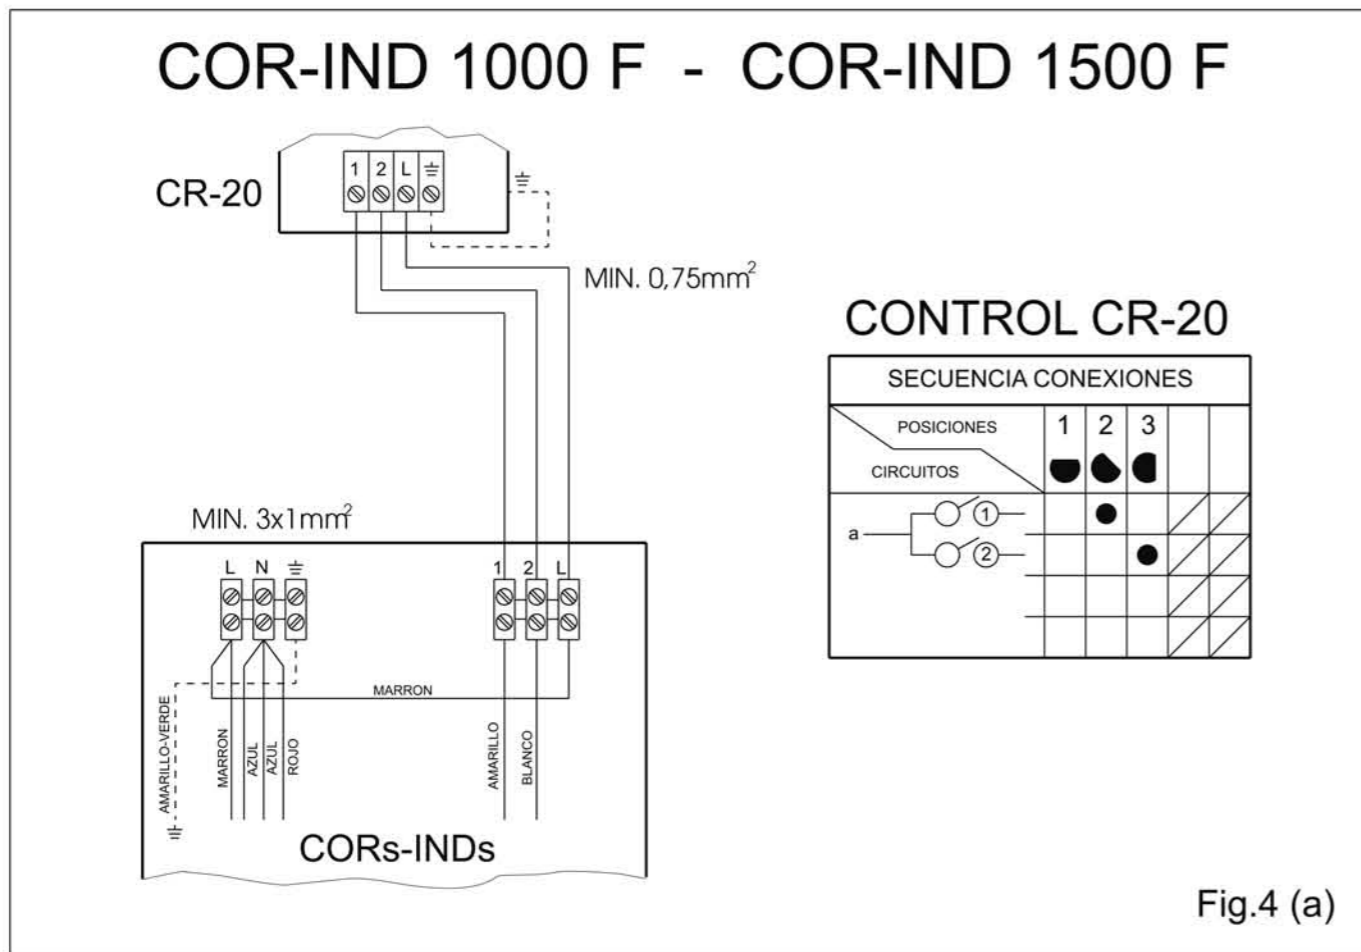 COR-IND 1000 F - COR-IND 1500 F
1 2 L
CR-20
MIN. 0,75mm²
CONTROL CR-20
SECUENCIA CONEXIONES
POSICIONES 1 2 3
CIRCUITOS
a
1
2
MIN. 3x1mm²
L N
1 2 L
MARRON
AMARILLO-VERDE
MARRON
AZUL
AZUL
ROJO
AMARILLO
BLANCO
CORs-INDs
Fig.4 (a)